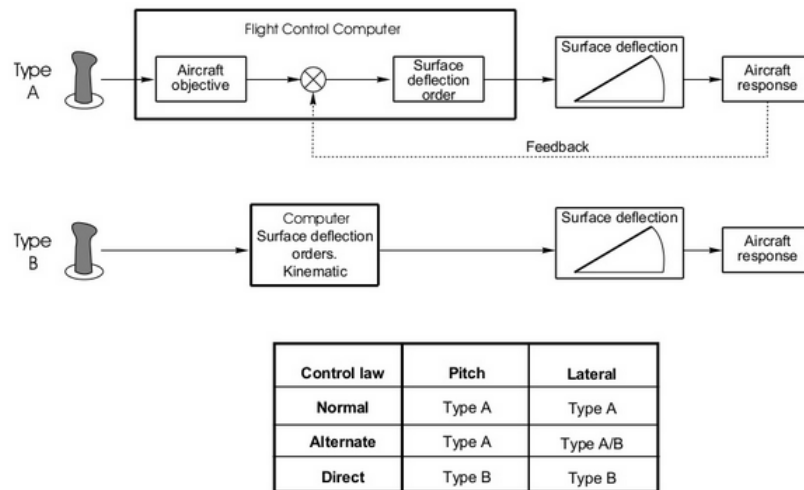 Flight Control Computer
Type
A
Aircraft
objective
Surface
deflection
order
Surface deflection
Aircraft
response
Feedback
Type
B
Computer
Surface deflection
orders.
Kinematic
Surface deflection
Aircraft
response
Control law Pitch Lateral
Normal Type A Type A
Alternate Type A Type A/B
Direct Type B Type B